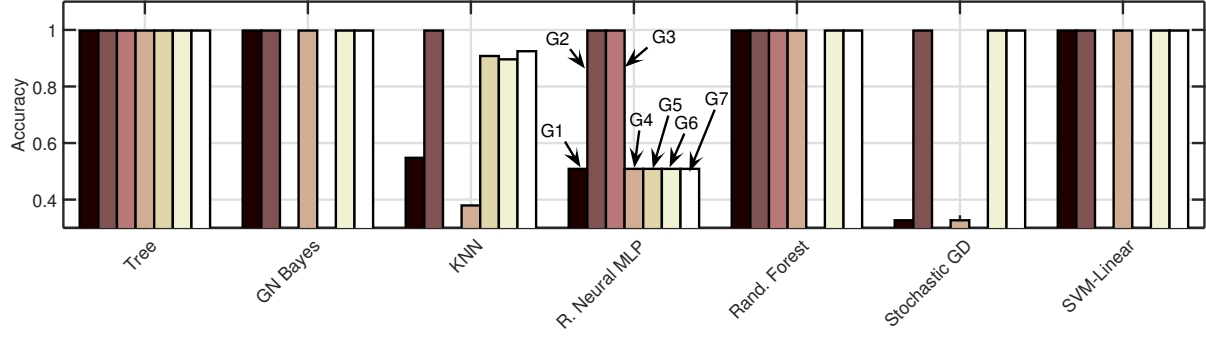 Accuracy
1
0.8
0.6
0.4
G2
G3
G1
G4
G5
G6
G7
Tree
GN Bayes
KNN
R. Neural MLP
Rand. Forest
Stochastic GD
SVM-Linear